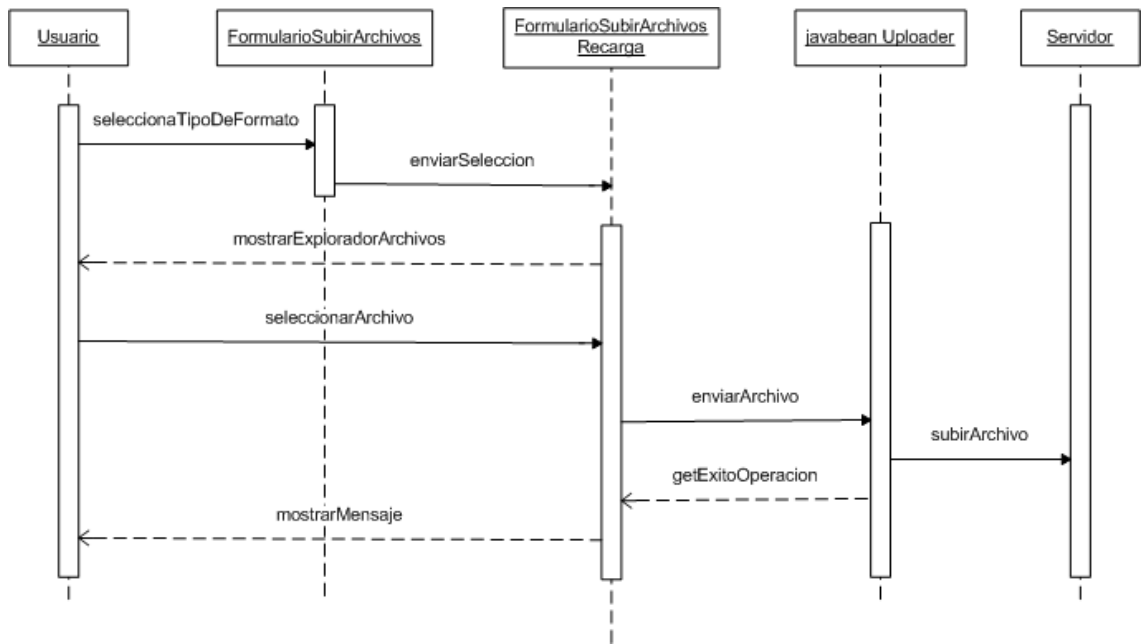 Usuario
FormularioSubirArchivos
FormularioSubirArchivos
Recarga
javabean Uploader
Servidor
seleccionaTipoDeFormato
enviarSeleccion
mostrarExploradorArchivos
seleccionarArchivo
enviarArchivo
subirArchivo
getExitoOperacion
mostrarMensaje